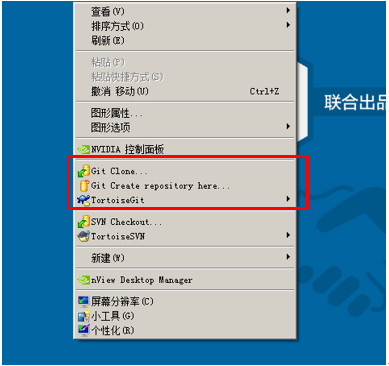 查看(V)
排序方式(O)
刷新(E)
粘贴(P)
粘贴快捷方式(S)
撤消 移动(U) Ctrl+Z
联合出品
图形属性...
图形选项
NVIDIA 控制面板
Git Clone...
Git Create repository here...
TortoiseGit
SVN Checkout...
TortoiseSVN
新建(W)
nView Desktop Manager
屏幕分辨率(C)
小工具(G)
个性化(R)